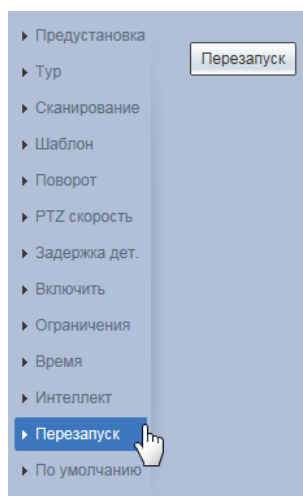 Предустановка
Тур
Сканирование
Шаблон
Поворот
PTZ скорость
Задержка дет.
Включить
Ограничения
Время
Интеллект
Перезапуск
По умолчанию
Перезапуск